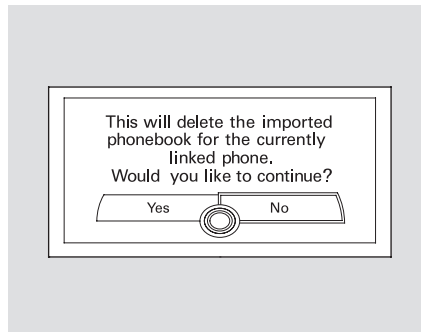 This will delete the imported
phonebook for the currently
linked phone.
Would you like to continue?
Yes No